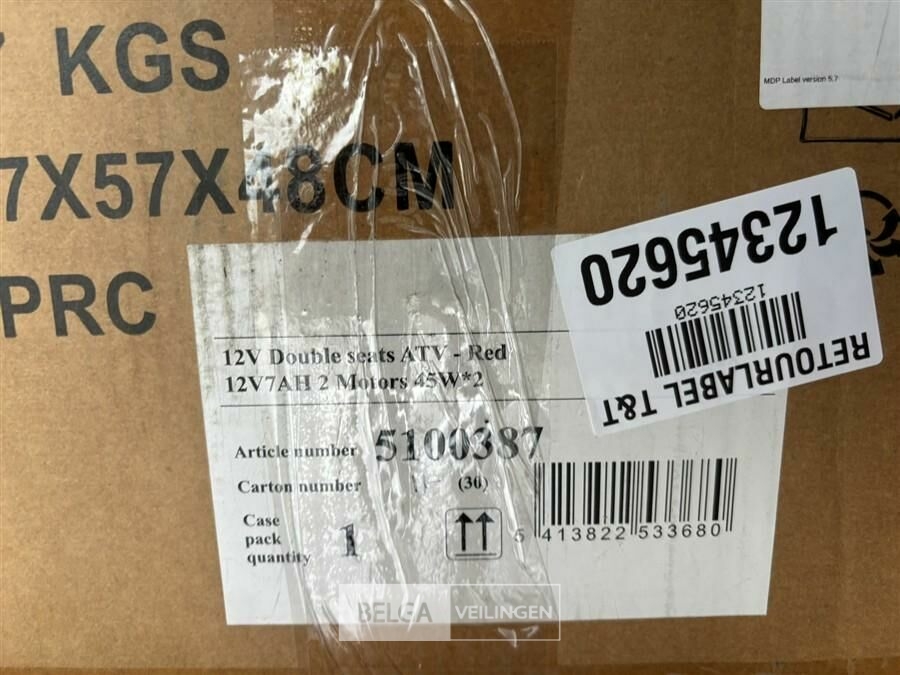 KGS
7X57X48CM
PRC
MDP Label version 5.7
12345620
12345620
RETOURLABEL T&T
12V Double seats ATV - Red
12V7AH 2 Motors 45W*2
Article number 5100387
Carton number (36)
Case
pack
quantity 1
5 413822 533680
BELGA VEILINGEN